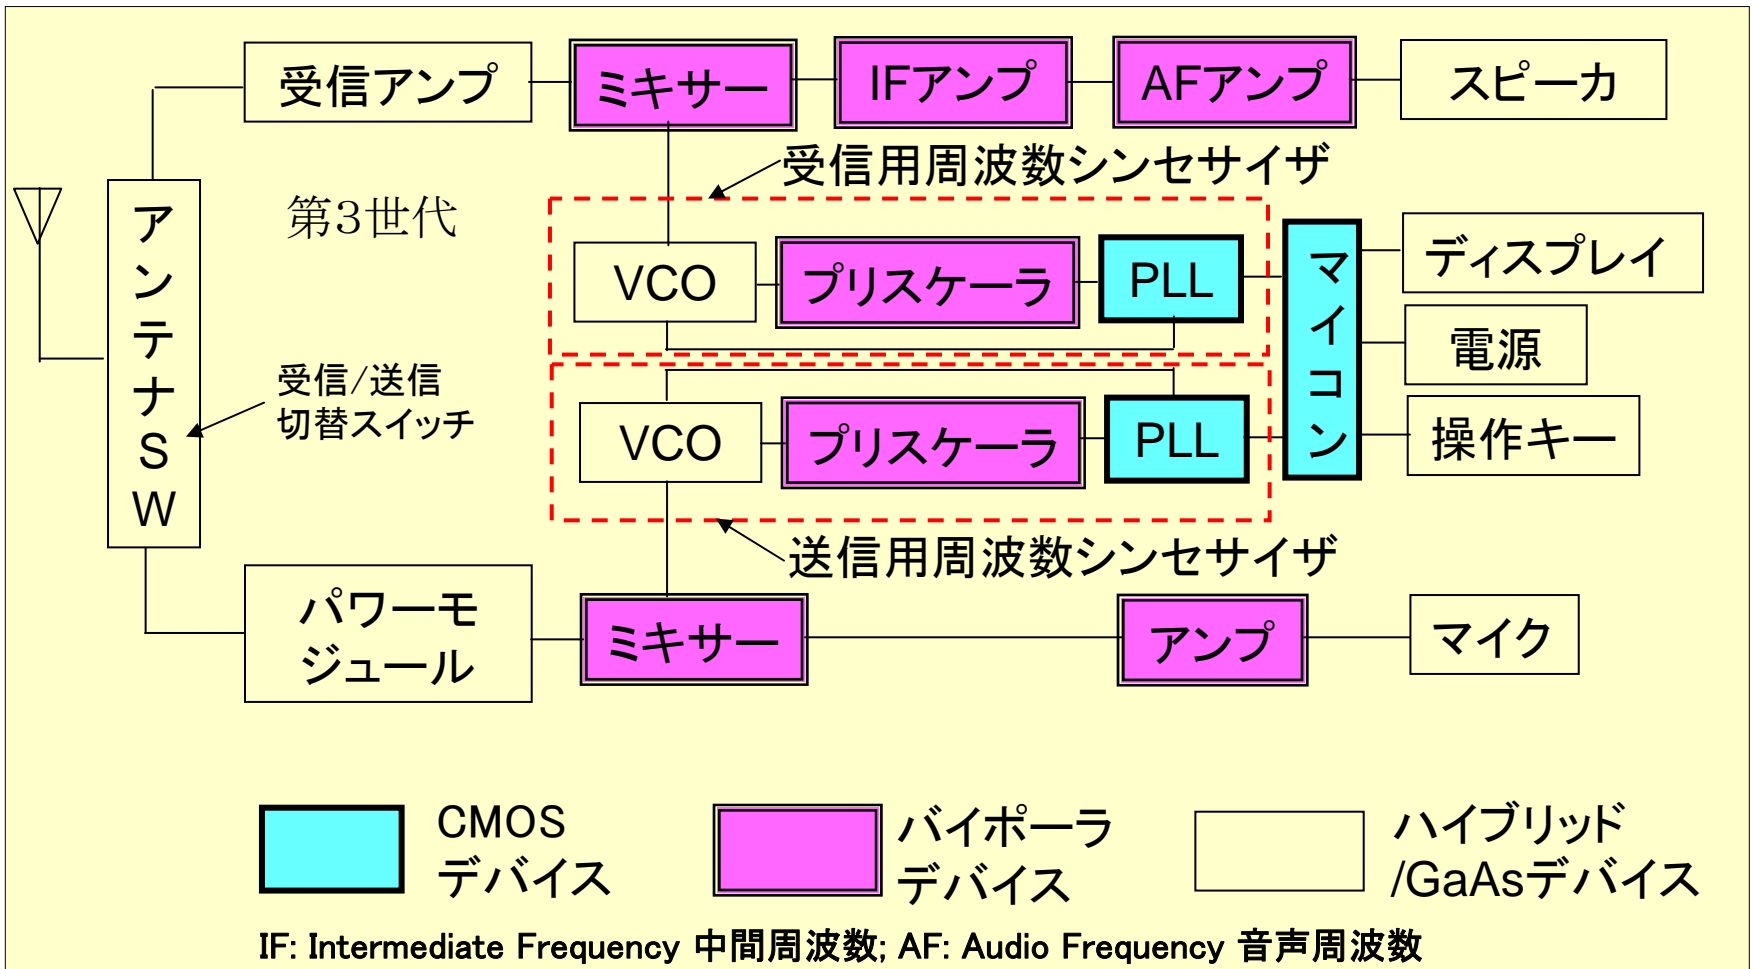 受信アンプ
ミキサー
IFアンプ
AFアンプ
スピーカ
受信用周波数シンセサイザ
アンテナSW
第3世代
VCO
プリスケーラ
PLL
マイコン
ディスプレイ
電源
操作キー
受信/送信
切替スイッチ
VCO
プリスケーラ
PLL
送信用周波数シンセサイザ
パワーモ
ジュール
ミキサー
アンプ
マイク
CMOS
デバイス
バイポーラ
デバイス
ハイブリッド
/GaAsデバイス
IF: Intermediate Frequency 中間周波数; AF: Audio Frequency 音声周波数